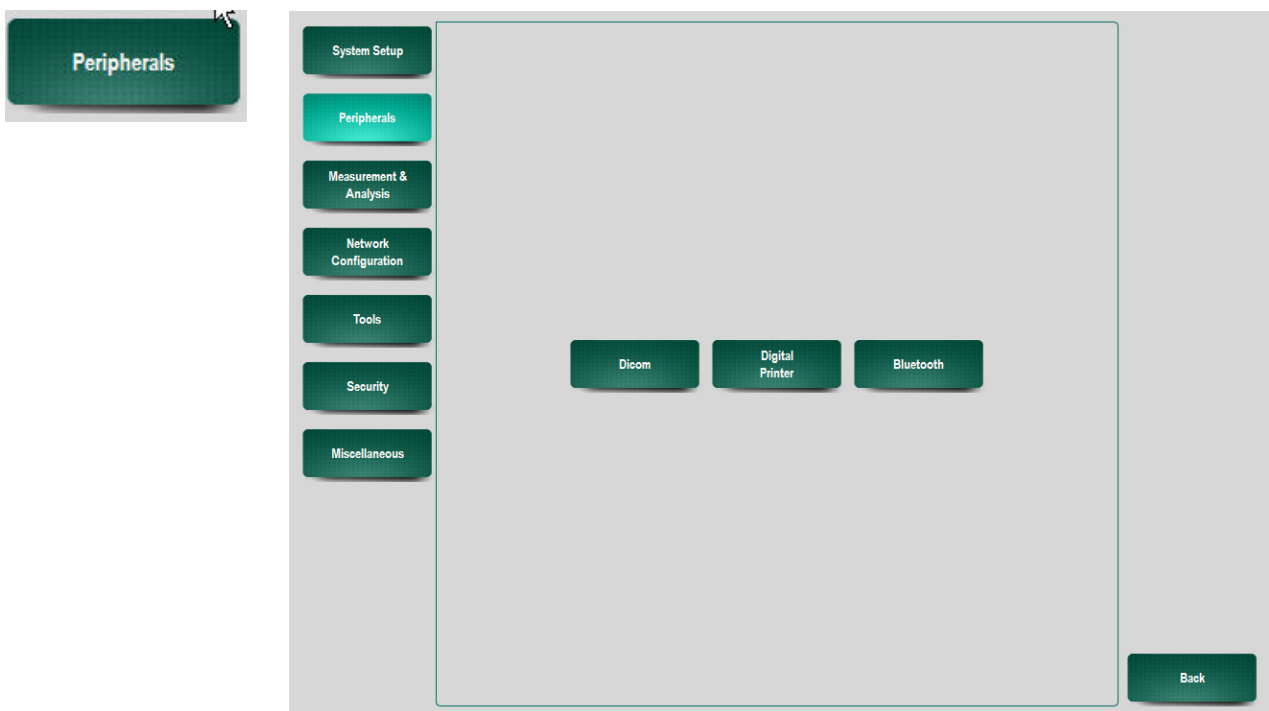 Peripherals
System Setup
Peripherals
Measurement &
Analysis
Network
Configuration
Tools
Security
Miscellaneous
Dicom
Digital
Printer
Bluetooth
Back